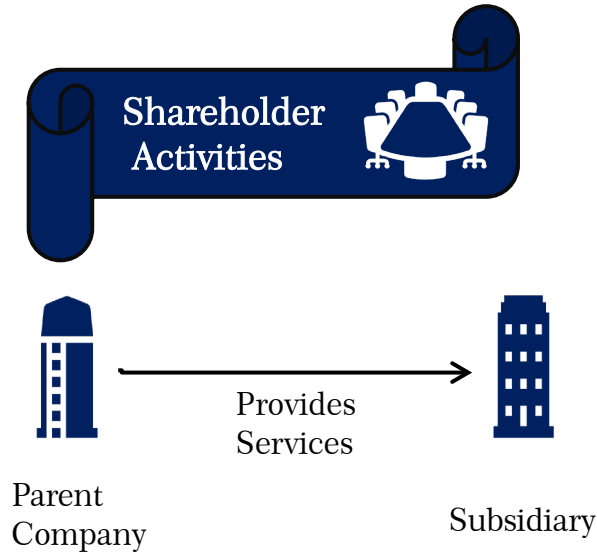 Shareholder
Activities
Provides
Services
Parent
Company
Subsidiary